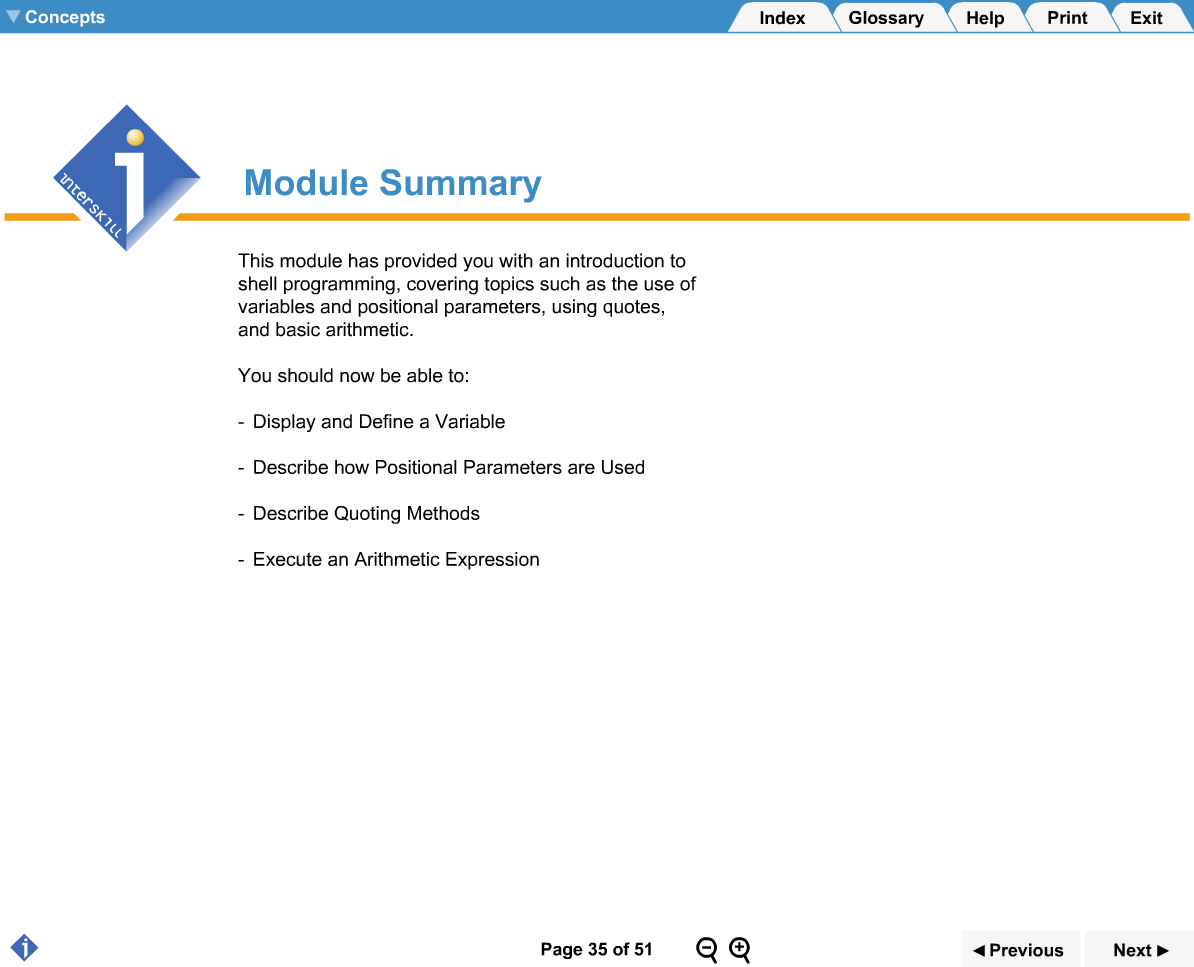 ▼ Concepts
Index Glossary Help Print Exit
interskill
Module Summary
This module has provided you with an introduction to
shell programming, covering topics such as the use of
variables and positional parameters, using quotes,
and basic arithmetic.
You should now be able to:
- Display and Define a Variable
- Describe how Positional Parameters are Used
- Describe Quoting Methods
- Execute an Arithmetic Expression
Page 35 of 51
◀ Previous Next ▶